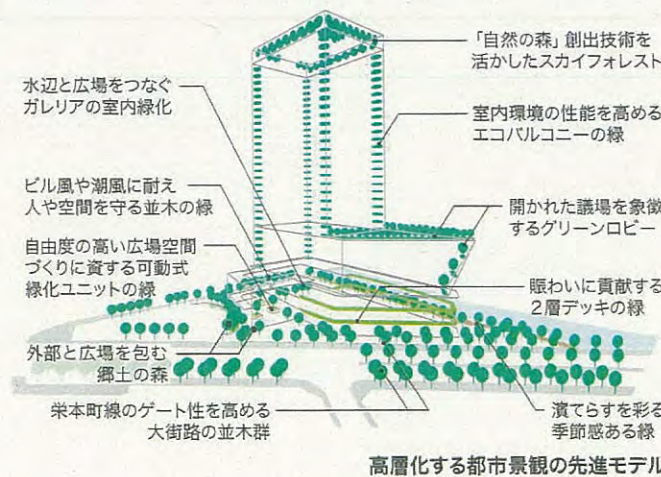 「自然の森」創出技術を
活かしたスカイフォレスト
水辺と広場をつなぐ
ガレリアの室内緑化
室内環境の性能を高める
エコバルコニーの緑
ビル風や潮風に耐え
人や空間を守る並木の緑
開かれた議場を象徴
するグリーンロビー
自由度の高い広場空間
づくりに資する可動式
緑化ユニットの緑
賑わいに貢献する
2層デッキの緑
外部と広場を包む
郷土の森
栄本町線のゲート性を高める
大街路の並木群
濱てらすを彩る
季節感ある緑
高層化する都市景観の先進モデル